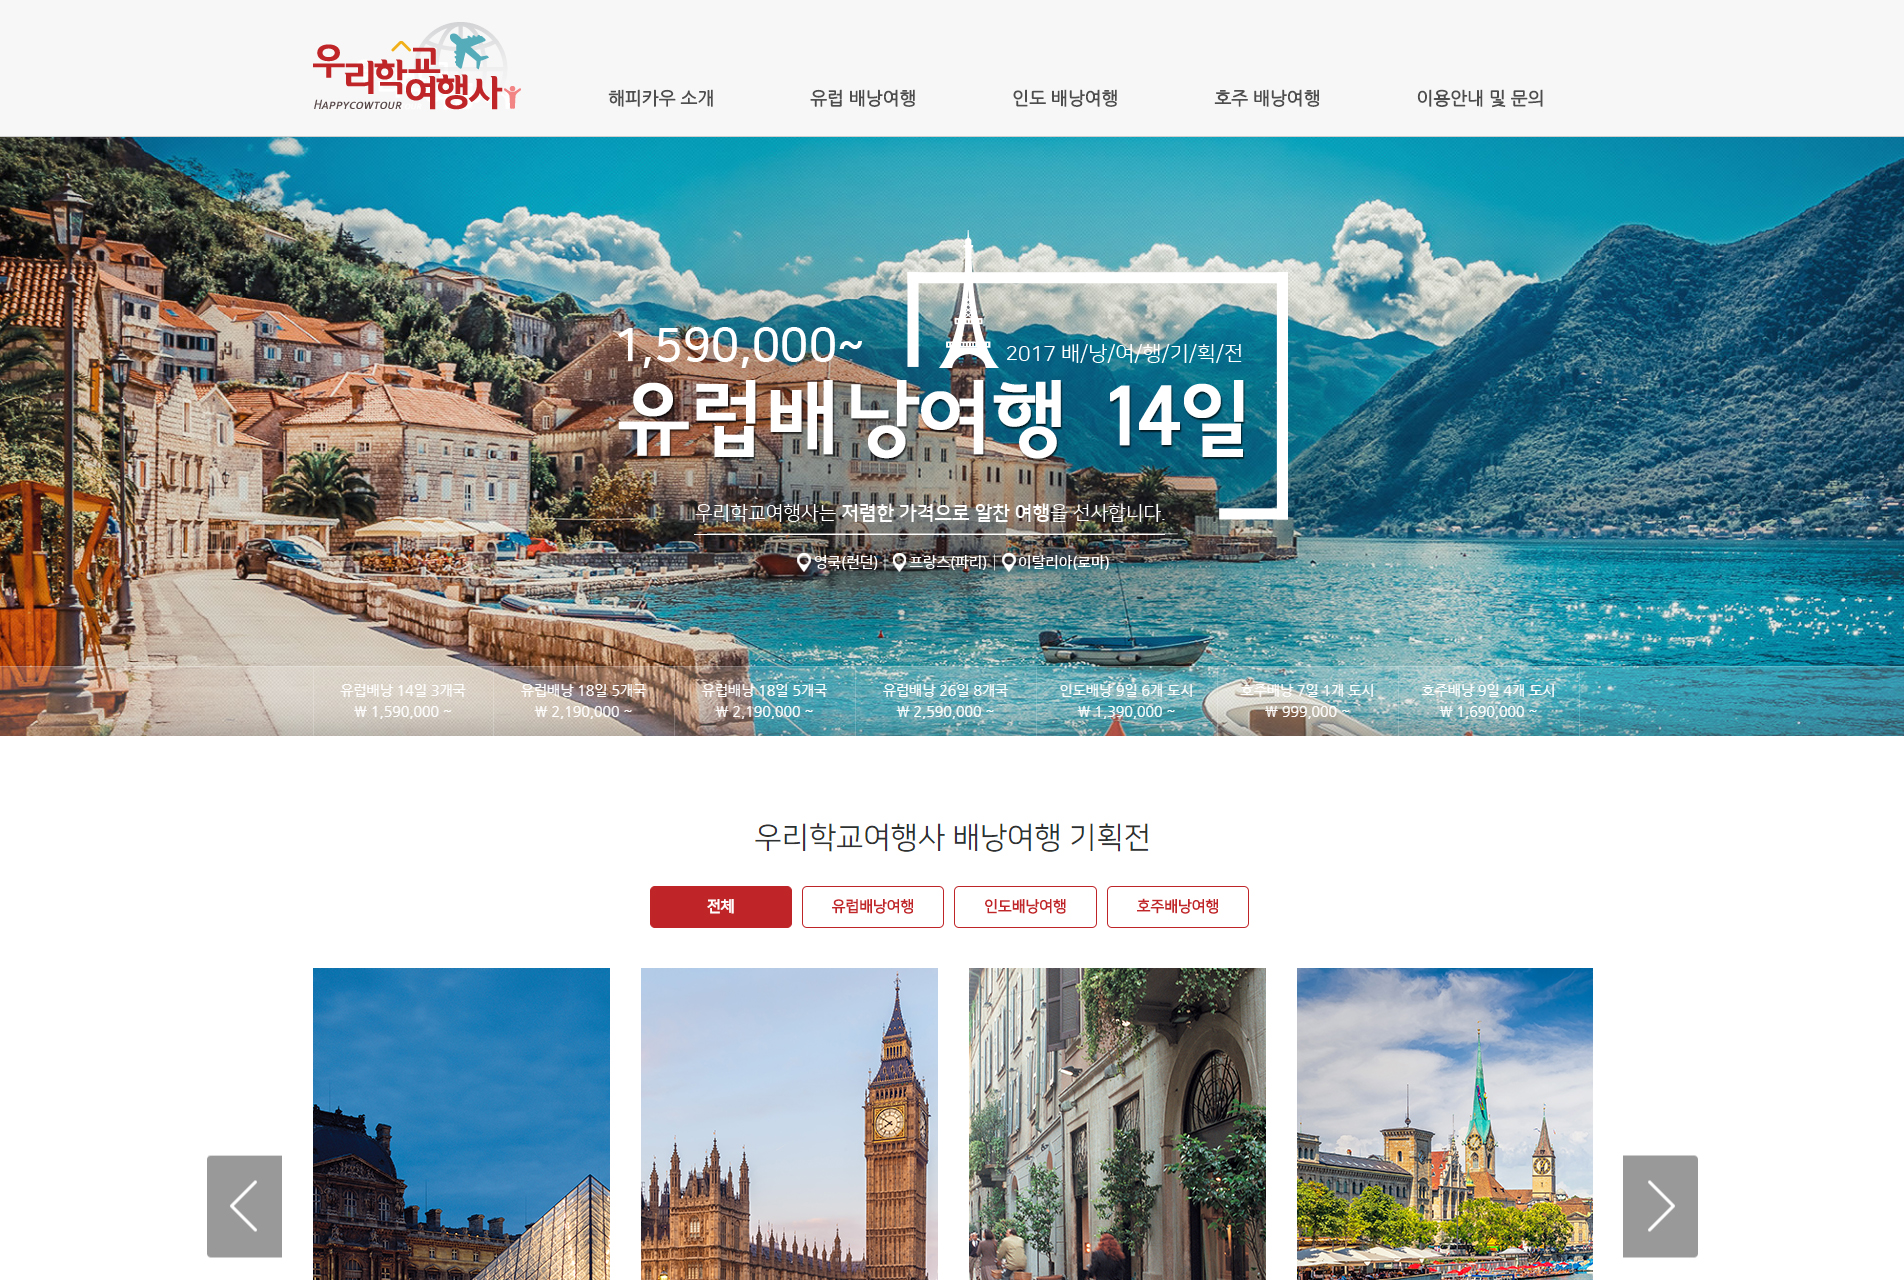 우리학교
여행사
HAPPYCOWTOUR
해피카우 소개
유럽 배낭여행
인도 배낭여행
호주 배낭여행
이용안내 및 문의
1,590,000~
2017 배/낭/여/행/기/획/전
유럽배낭여행 14일
우리학교여행사는 저렴한 가격으로 알찬 여행을 선사합니다.
영국(런던) | 프랑스(파리) | 이탈리아(로마)
유럽배낭 14일 3개국
₩ 1,590,000 ~
유럽배낭 18일 5개국
₩ 2,190,000 ~
유럽배낭 18일 5개국
₩ 2,190,000 ~
유럽배낭 26일 8개국
₩ 2,590,000 ~
인도배낭 9일 6개 도시
₩ 1,390,000 ~
호주배낭 7일 1개 도시
₩ 999,000 ~
호주배낭 9일 4개 도시
₩ 1,690,000 ~
우리학교여행사 배낭여행 기획전
전체
유럽배낭여행
인도배낭여행
호주배낭여행